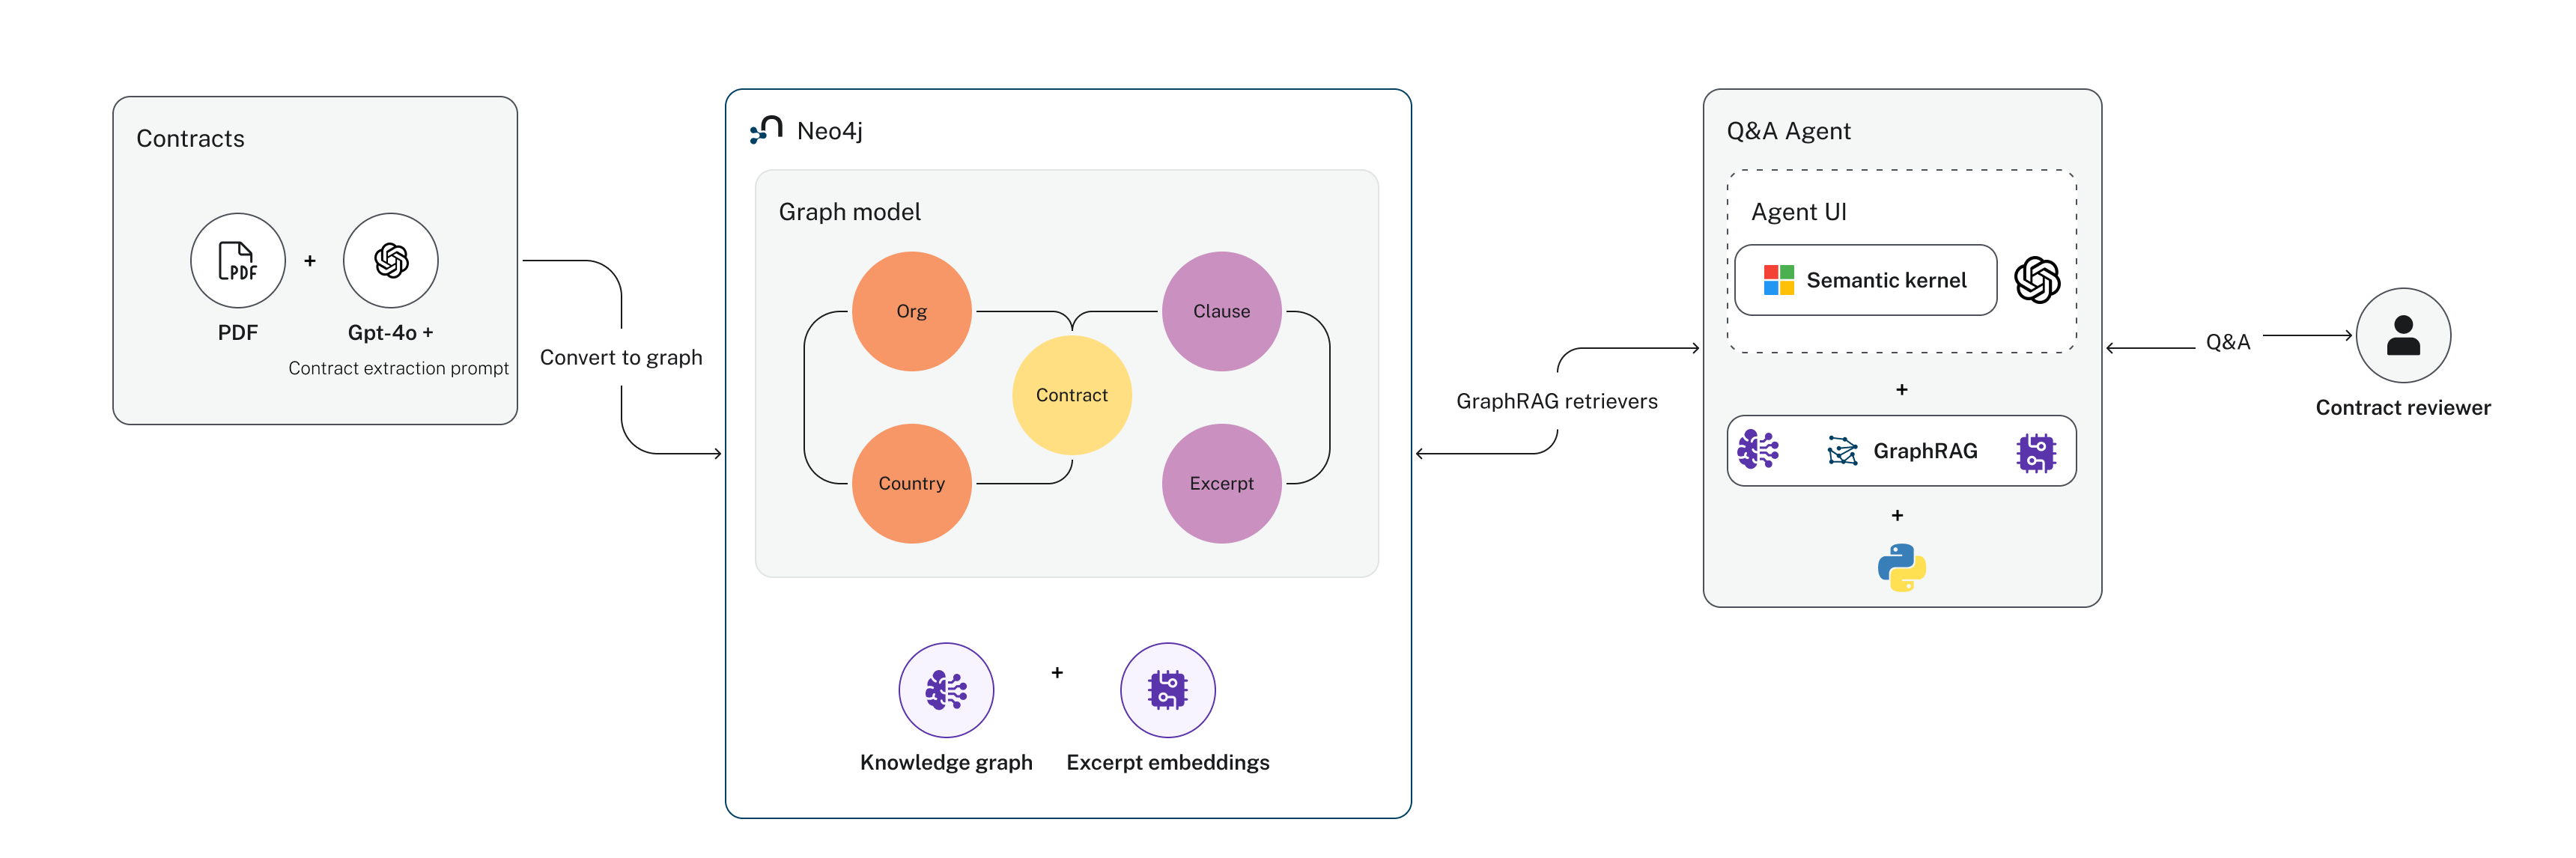 Contracts
PDF
+
PDF
Gpt-4o +
Contract extraction prompt
Convert to graph
Neo4j
Graph model
Org
Clause
Contract
Country
Excerpt
+
Knowledge graph
Excerpt embeddings
GraphRAG retrievers
Q&A Agent
Agent UI
Semantic kernel
+
GraphRAG
+
Q&A
Contract reviewer